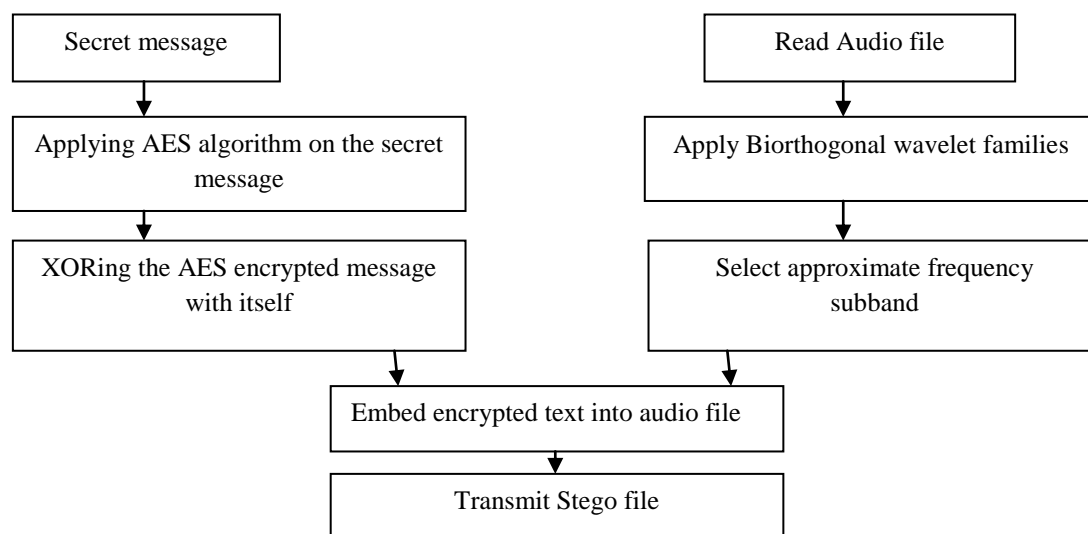 Secret message
Read Audio file
Applying AES algorithm on the secret
message
Apply Biorthogonal wavelet families
XORing the AES encrypted message
with itself
Select approximate frequency
subband
Embed encrypted text into audio file
Transmit Stego file